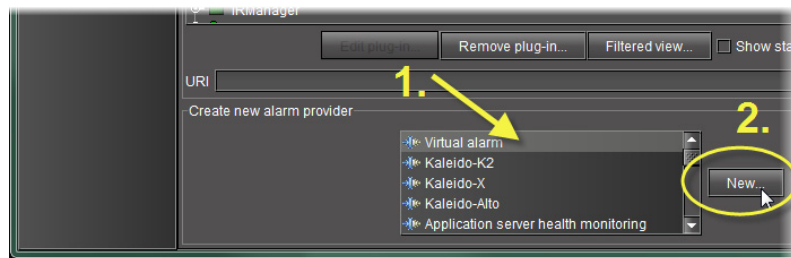 IRManager
Edit plug-in... Remove plug-in... Filtered view... Show sta
URI
1.
Create new alarm provider
2.
Virtual alarm
Kaleido-K2
Kaleido-X
New...
Kaleido-Alto
Application server health monitoring